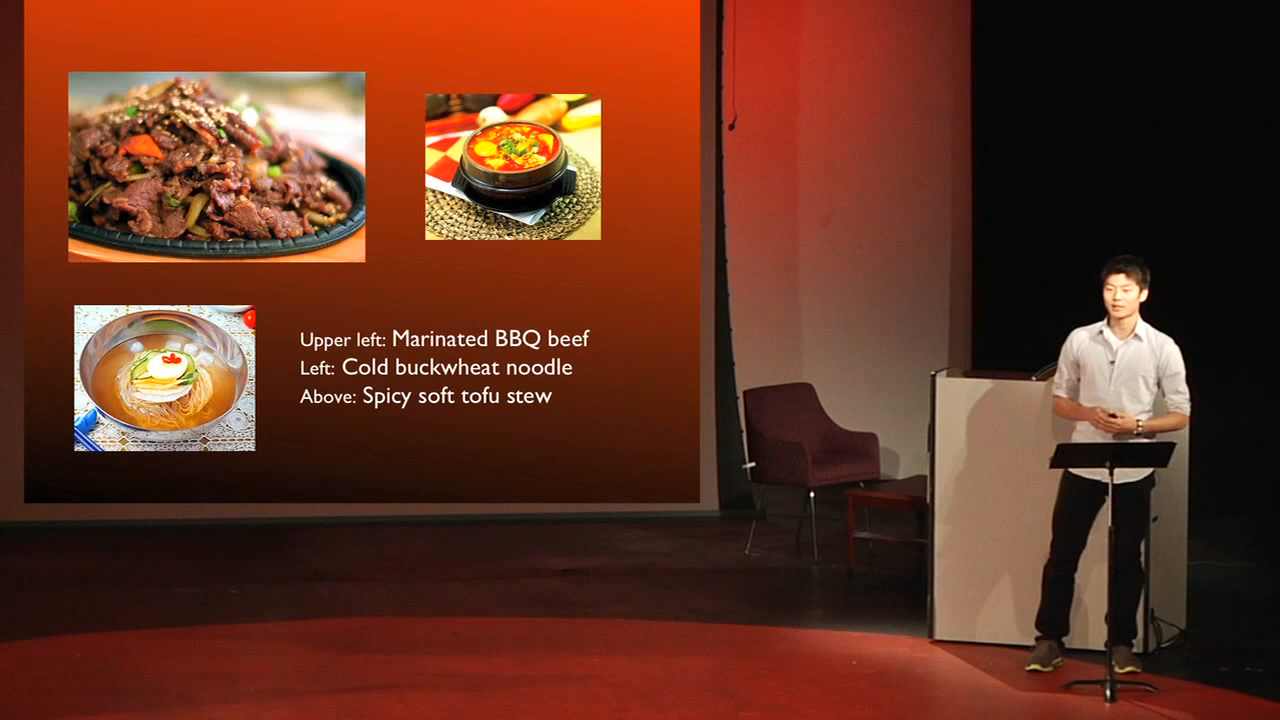 Upper left: Marinated BBQ beef
Left: Cold buckwheat noodle
Above: Spicy soft tofu stew